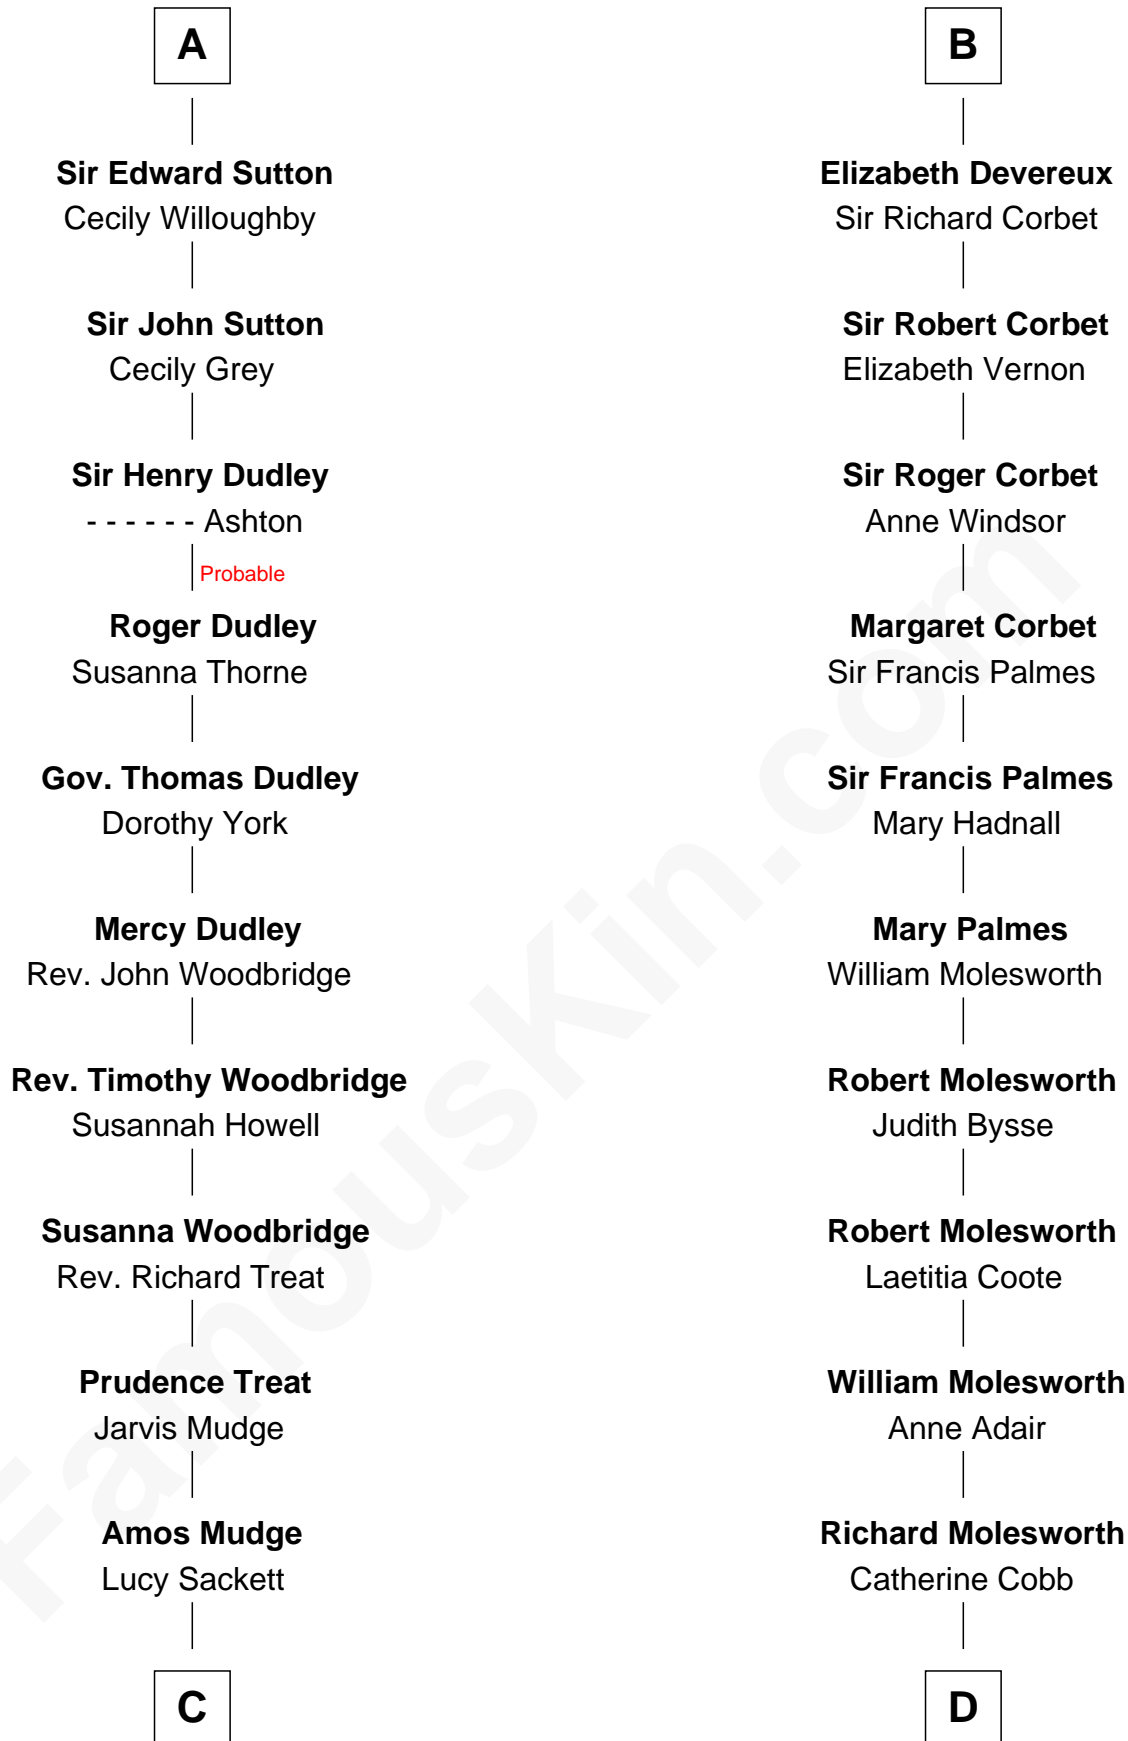 A
Sir Edward Sutton
Cecily Willoughby
Sir John Sutton
Cecily Grey
Sir Henry Dudley
- - - - - - Ashton
Probable
Roger Dudley
Susanna Thorne
Gov. Thomas Dudley
Dorothy York
Mercy Dudley
Rev. John Woodbridge
Rev. Timothy Woodbridge
Susannah Howell
Susanna Woodbridge
Rev. Richard Treat
Prudence Treat
Jarvis Mudge
Amos Mudge
Lucy Sackett
C
B
Elizabeth Devereux
Sir Richard Corbet
Sir Robert Corbet
Elizabeth Vernon
Sir Roger Corbet
Anne Windsor
Margaret Corbet
Sir Francis Palmes
Sir Francis Palmes
Mary Hadnall
Mary Palmes
William Molesworth
Robert Molesworth
Judith Bysse
Robert Molesworth
Laetitia Coote
William Molesworth
Anne Adair
Richard Molesworth
Catherine Cobb
D
FamousKin.com